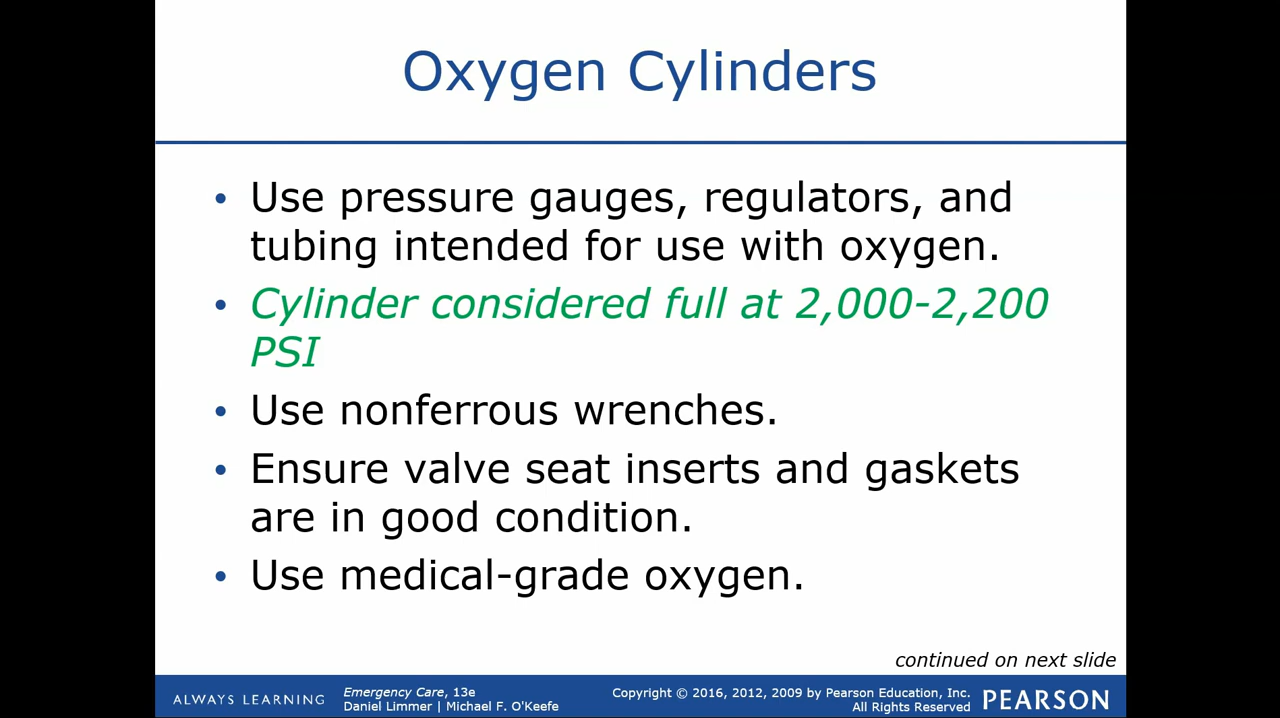 Oxygen Cylinders
• Use pressure gauges, regulators, and
tubing intended for use with oxygen.
• Cylinder considered full at 2,000-2,200
PSI
• Use nonferrous wrenches.
• Ensure valve seat inserts and gaskets
are in good condition.
• Use medical-grade oxygen.
continued on next slide
ALWAYS LEARNING
Emergency Care, 13e
Daniel Limmer | Michael F. O'Keefe
Copyright © 2016, 2012, 2009 by Pearson Education, Inc.
All Rights Reserved
PEARSON